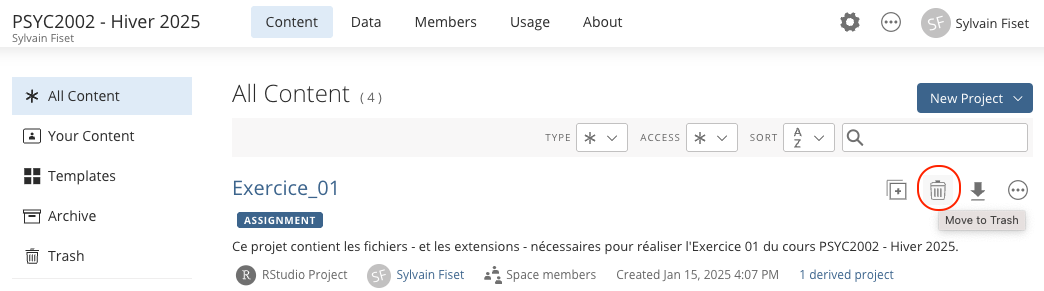 PSYC2002 - Hiver 2025
Sylvain Fiset
Content Data Members Usage About
SF Sylvain Fiset
All Content
Your Content
Templates
Archive
Trash
All Content ( 4 )
New Project
TYPE ACCESS SORT A Z
Exercice_01
Move to Trash
ASSIGNMENT
Ce projet contient les fichiers - et les extensions - nécessaires pour réaliser l'Exercice 01 du cours PSYC2002 - Hiver 2025.
R RStudio Project SF Sylvain Fiset Space members Created Jan 15, 2025 4:07 PM 1 derived project